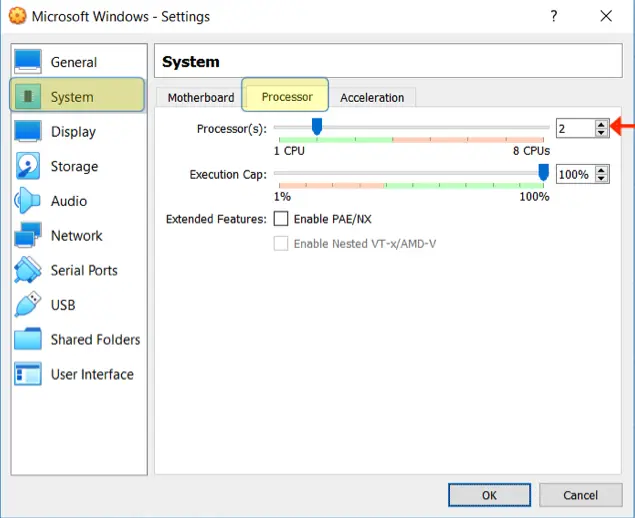 Microsoft Windows - Settings
?
General
System
Display
Storage
Audio
Network
Serial Ports
USB
Shared Folders
User Interface
System
Motherboard Processor Acceleration
Processor(s): 2
1 CPU 8 CPUs
Execution Cap: 100%
1% 100%
Extended Features: Enable PAE/NX
Enable Nested VT-x/AMD-V
OK Cancel